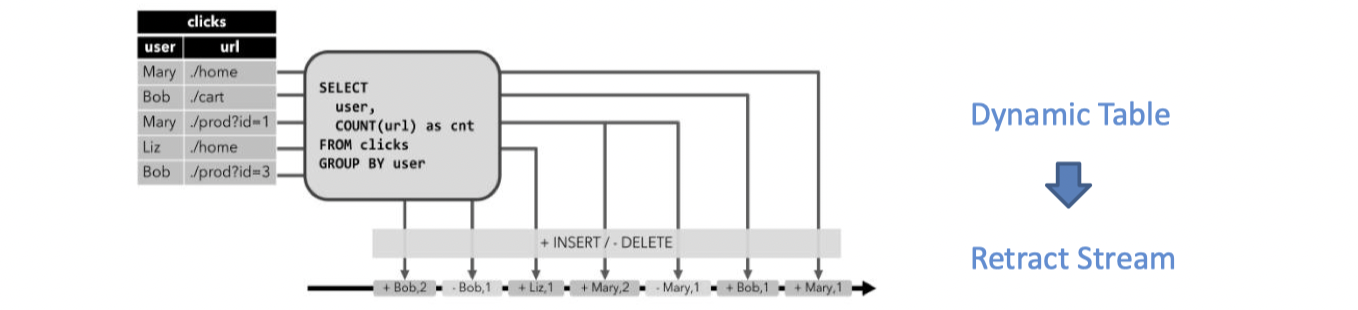 clicks
user url
Mary ./home
Bob ./cart
Mary ./prod?id=1
Liz ./home
Bob ./prod?id=3
SELECT
user,
COUNT(url) as cnt
FROM clicks
GROUP BY user
+ INSERT / - DELETE
+ Bob,2 - Bob,1 + Liz,1 + Mary,2 - Mary,1 + Bob,1 + Mary,1
Dynamic Table
Retract Stream